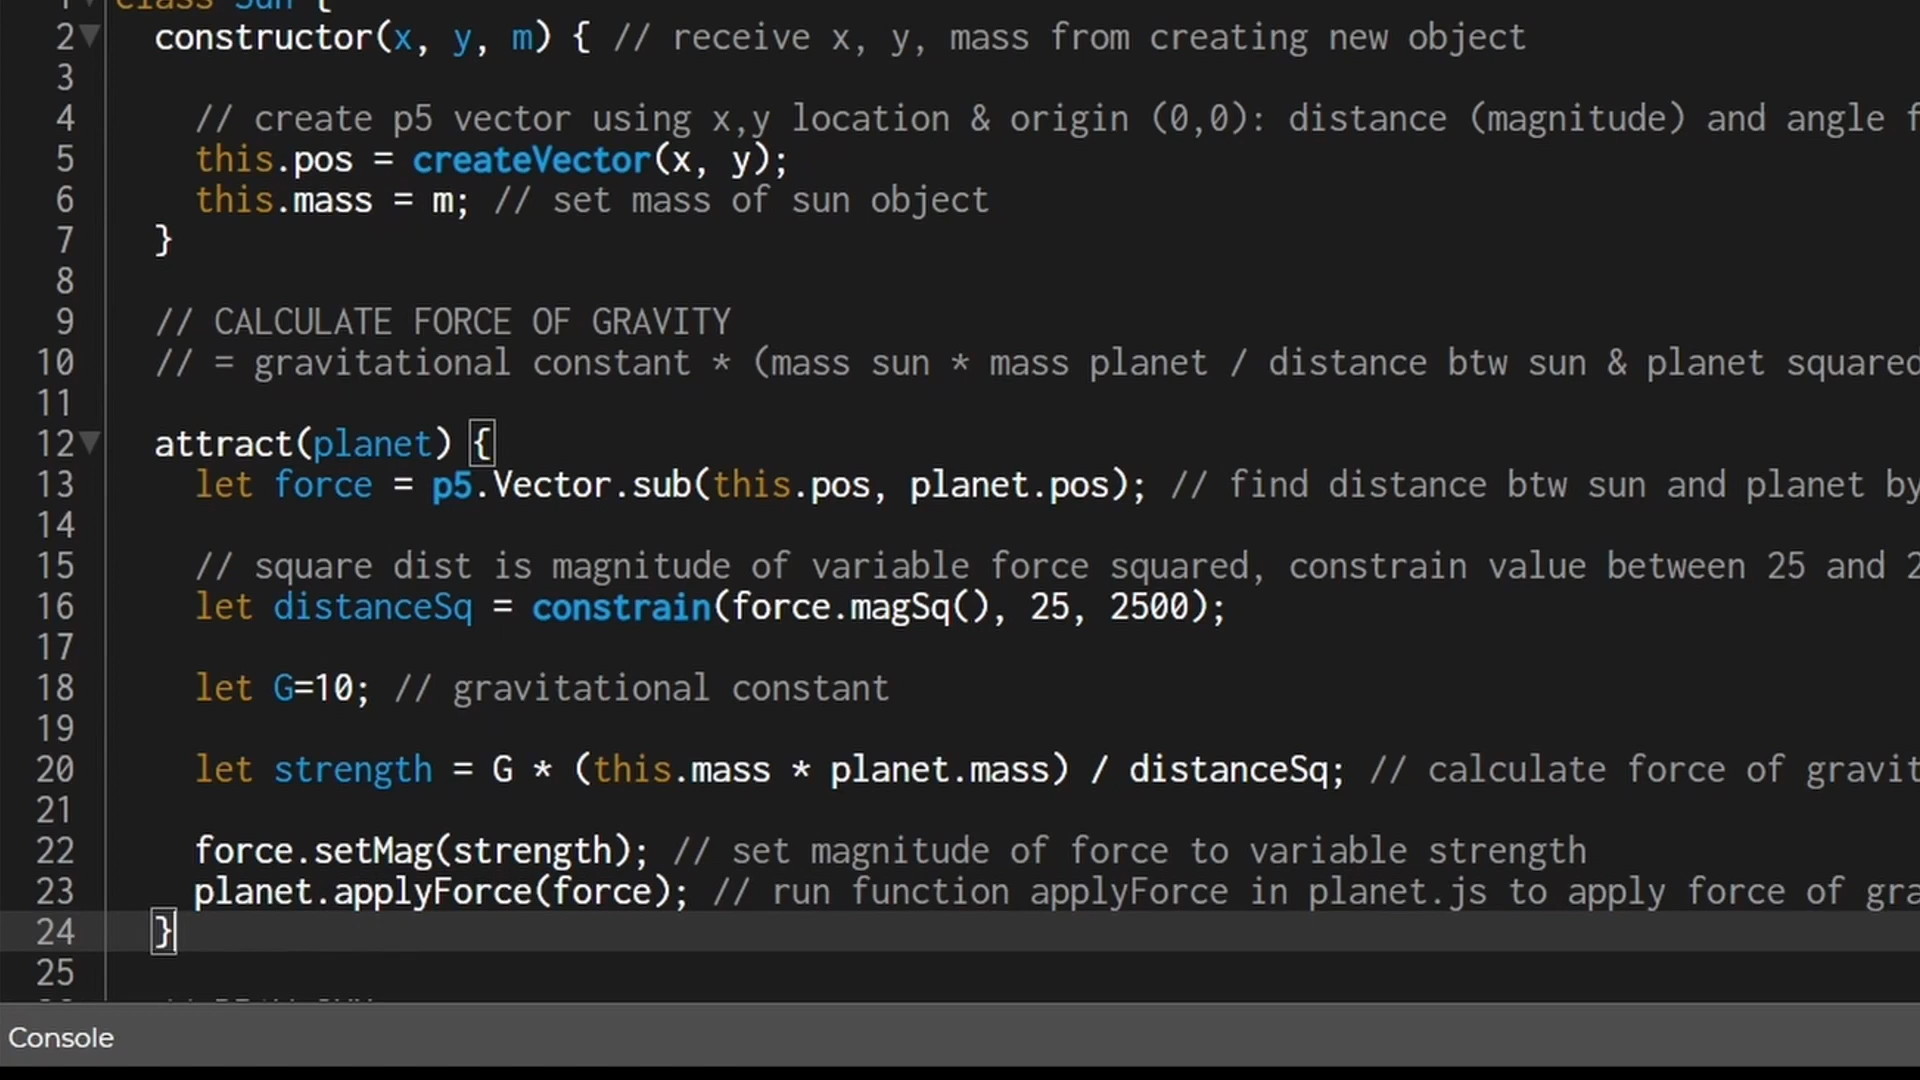 class Sun {
2 constructor(x, y, m) { // receive x, y, mass from creating new object
3
4 // create p5 vector using x,y location & origin (0,0): distance (magnitude) and angle f
5 this.pos = createVector(x, y);
6 this.mass = m; // set mass of sun object
7 }
8
9 // CALCULATE FORCE OF GRAVITY
10 // = gravitational constant * (mass sun * mass planet / distance btw sun & planet squared
11
12 attract(planet) {
13 let force = p5.Vector.sub(this.pos, planet.pos); // find distance btw sun and planet by
14
15 // square dist is magnitude of variable force squared, constrain value between 25 and 2
16 let distanceSq = constrain(force.magSq(), 25, 2500);
17
18 let G=10; // gravitational constant
19
20 let strength = G * (this.mass * planet.mass) / distanceSq; // calculate force of gravit
21
22 force.setMag(strength); // set magnitude of force to variable strength
23 planet.applyForce(force); // run function applyForce in planet.js to apply force of gra
24 }
25
Console